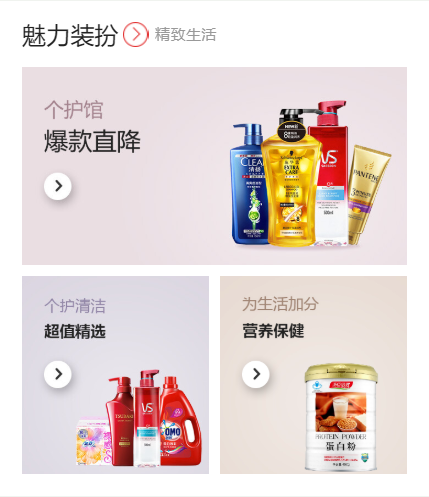 魅力装扮
精致生活
个护馆
爆款直降
CLEAR
清扬
EXTRA CARE
VS
PANTENE
个护清洁
超值精选
VS
OMO
为生活加分
营养保健
PROTEIN POWDER
蛋白粉